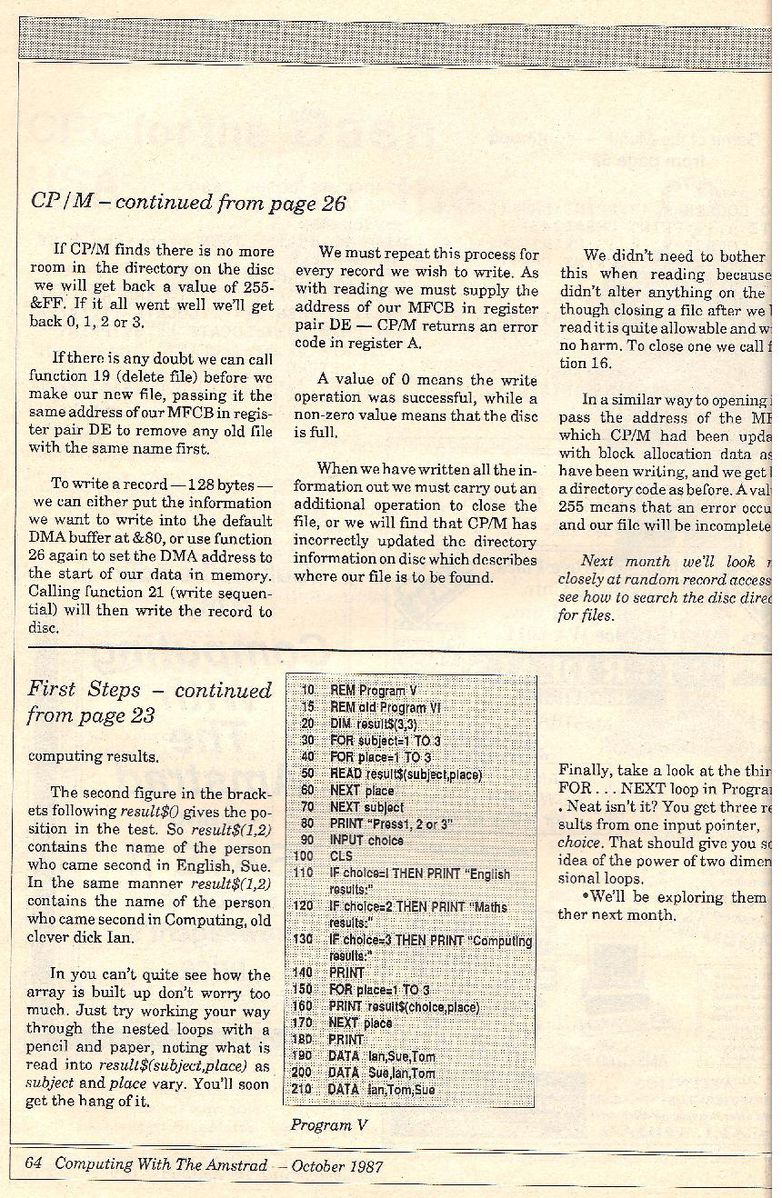 CP/M – continued from page 26
If CP/M finds there is no more
room in the directory on the disc
we will get back a value of 255-
&FF. If it all went well we'll get
back 0, 1, 2 or 3.
If there is any doubt we can call
function 19 (delete file) before we
make our new file, passing it the
same address of our MFCB in regis-
ter pair DE to remove any old file
with the same name first.
To write a record — 128 bytes —
we can either put the information
we want to write into the default
DMA buffer at &80, or use function
26 again to set the DMA address to
the start of our data in memory.
Calling function 21 (write sequen-
tial) will then write the record to
disc.
We must repeat this process for
every record we wish to write. As
with reading we must supply the
address of our MFCB in register
pair DE — CP/M returns an error
code in register A.
A value of 0 means the write
operation was successful, while a
non-zero value means that the disc
is full.
When we have written all the in-
formation out we must carry out an
additional operation to close the
file, or we will find that CP/M has
incorrectly updated the directory
information on disc which describes
where our file is to be found.
We didn't need to bother
this when reading because
didn't alter anything on the
though closing a file after we
read it is quite allowable and
no harm. To close one we call
tion 16.
In a similar way to opening
pass the address of the
which CP/M had been
with block allocation data
have been writing, and we get
a directory code as before. A
255 means that an error
and our file will be incomplete
Next month we'll look
closely at random record access
see how to search the disc
for files.
First Steps – continued
from page 23
computing results.
The second figure in the brack-
ets following result$() gives the po-
sition in the test. So result$(1,2)
contains the name of the person
who came second in English, Sue.
In the same manner result$(1,2)
contains the name of the person
who came second in Computing, old
clever dick Ian.
In you can't quite see how the
array is built up don't worry too
much. Just try working your way
through the nested loops with a
pencil and paper, noting what is
read into result$(subject,place) as
subject and place vary. You'll soon
get the hang of it.
10 REM Program V
15 REM old Program VI
20 DIM result$(3,3)
30 FOR subject=1 TO 3
40 FOR place=1 TO 3
50 READ result$(subject,place)
60 NEXT place
70 NEXT subject
80 PRINT "Press1, 2 or 3"
90 INPUT choice
100 CLS
110 IF choice=I THEN PRINT "English
results:"
120 IF choice=2 THEN PRINT "Maths
results:"
130 IF choice=3 THEN PRINT "Computing
results:"
140 PRINT
150 FOR place=1 TO 3
160 PRINT result$(choice,place)
170 NEXT place
180 PRINT
190 DATA Ian,Sue,Tom
200 DATA Sue,Ian,Tom
210 DATA Ian,Tom,Sue
Program V
Finally, take a look at the
FOR . . . NEXT loop in
. Neat isn't it? You get three
sults from one input pointer,
choice. That should give you
idea of the power of two
sional loops.
•We'll be exploring them
ther next month.
64 Computing With The Amstrad – October 1987